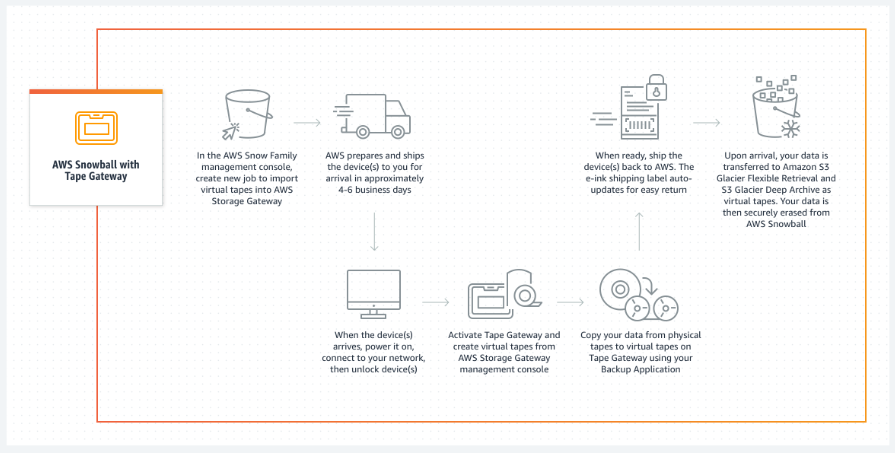 AWS Snowball with
Tape Gateway
In the AWS Snow Family
management console,
create new job to import
virtual tapes into AWS
Storage Gateway
AWS prepares and ships
the device(s) to you for
arrival in approximately
4-6 business days
When the device(s)
arrives, power it on,
connect to your network,
then unlock device(s)
Activate Tape Gateway and
create virtual tapes from
AWS Storage Gateway
management console
Copy your data from physical
tapes to virtual tapes on
Tape Gateway using your
Backup Application
When ready, ship the
device(s) back to AWS. The
e-ink shipping label auto-
updates for easy return
Upon arrival, your data is
transferred to Amazon S3
Glacier Flexible Retrieval and
S3 Glacier Deep Archive as
virtual tapes. Your data is
then securely erased from
AWS Snowball